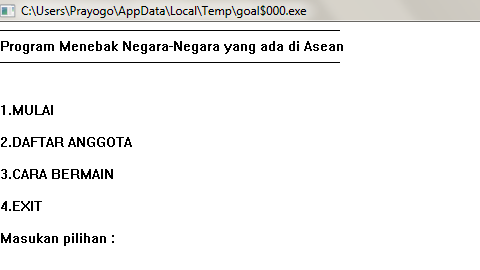 C:\Users\Prayogo\AppData\Local\Temp\goal$000.exe
Program Menebak Negara-Negara yang ada di Asean
1.MULAI
2.DAFTAR ANGGOTA
3.CARA BERMAIN
4.EXIT
Masukan pilihan :